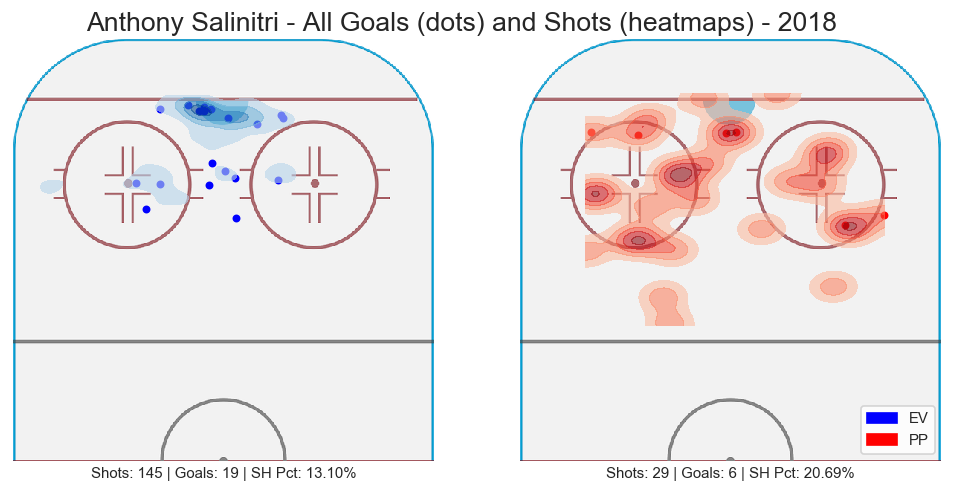 Anthony Salinitri - All Goals (dots) and Shots (heatmaps) - 2018
EV
PP
Shots: 145 | Goals: 19 | SH Pct: 13.10%
Shots: 29 | Goals: 6 | SH Pct: 20.69%